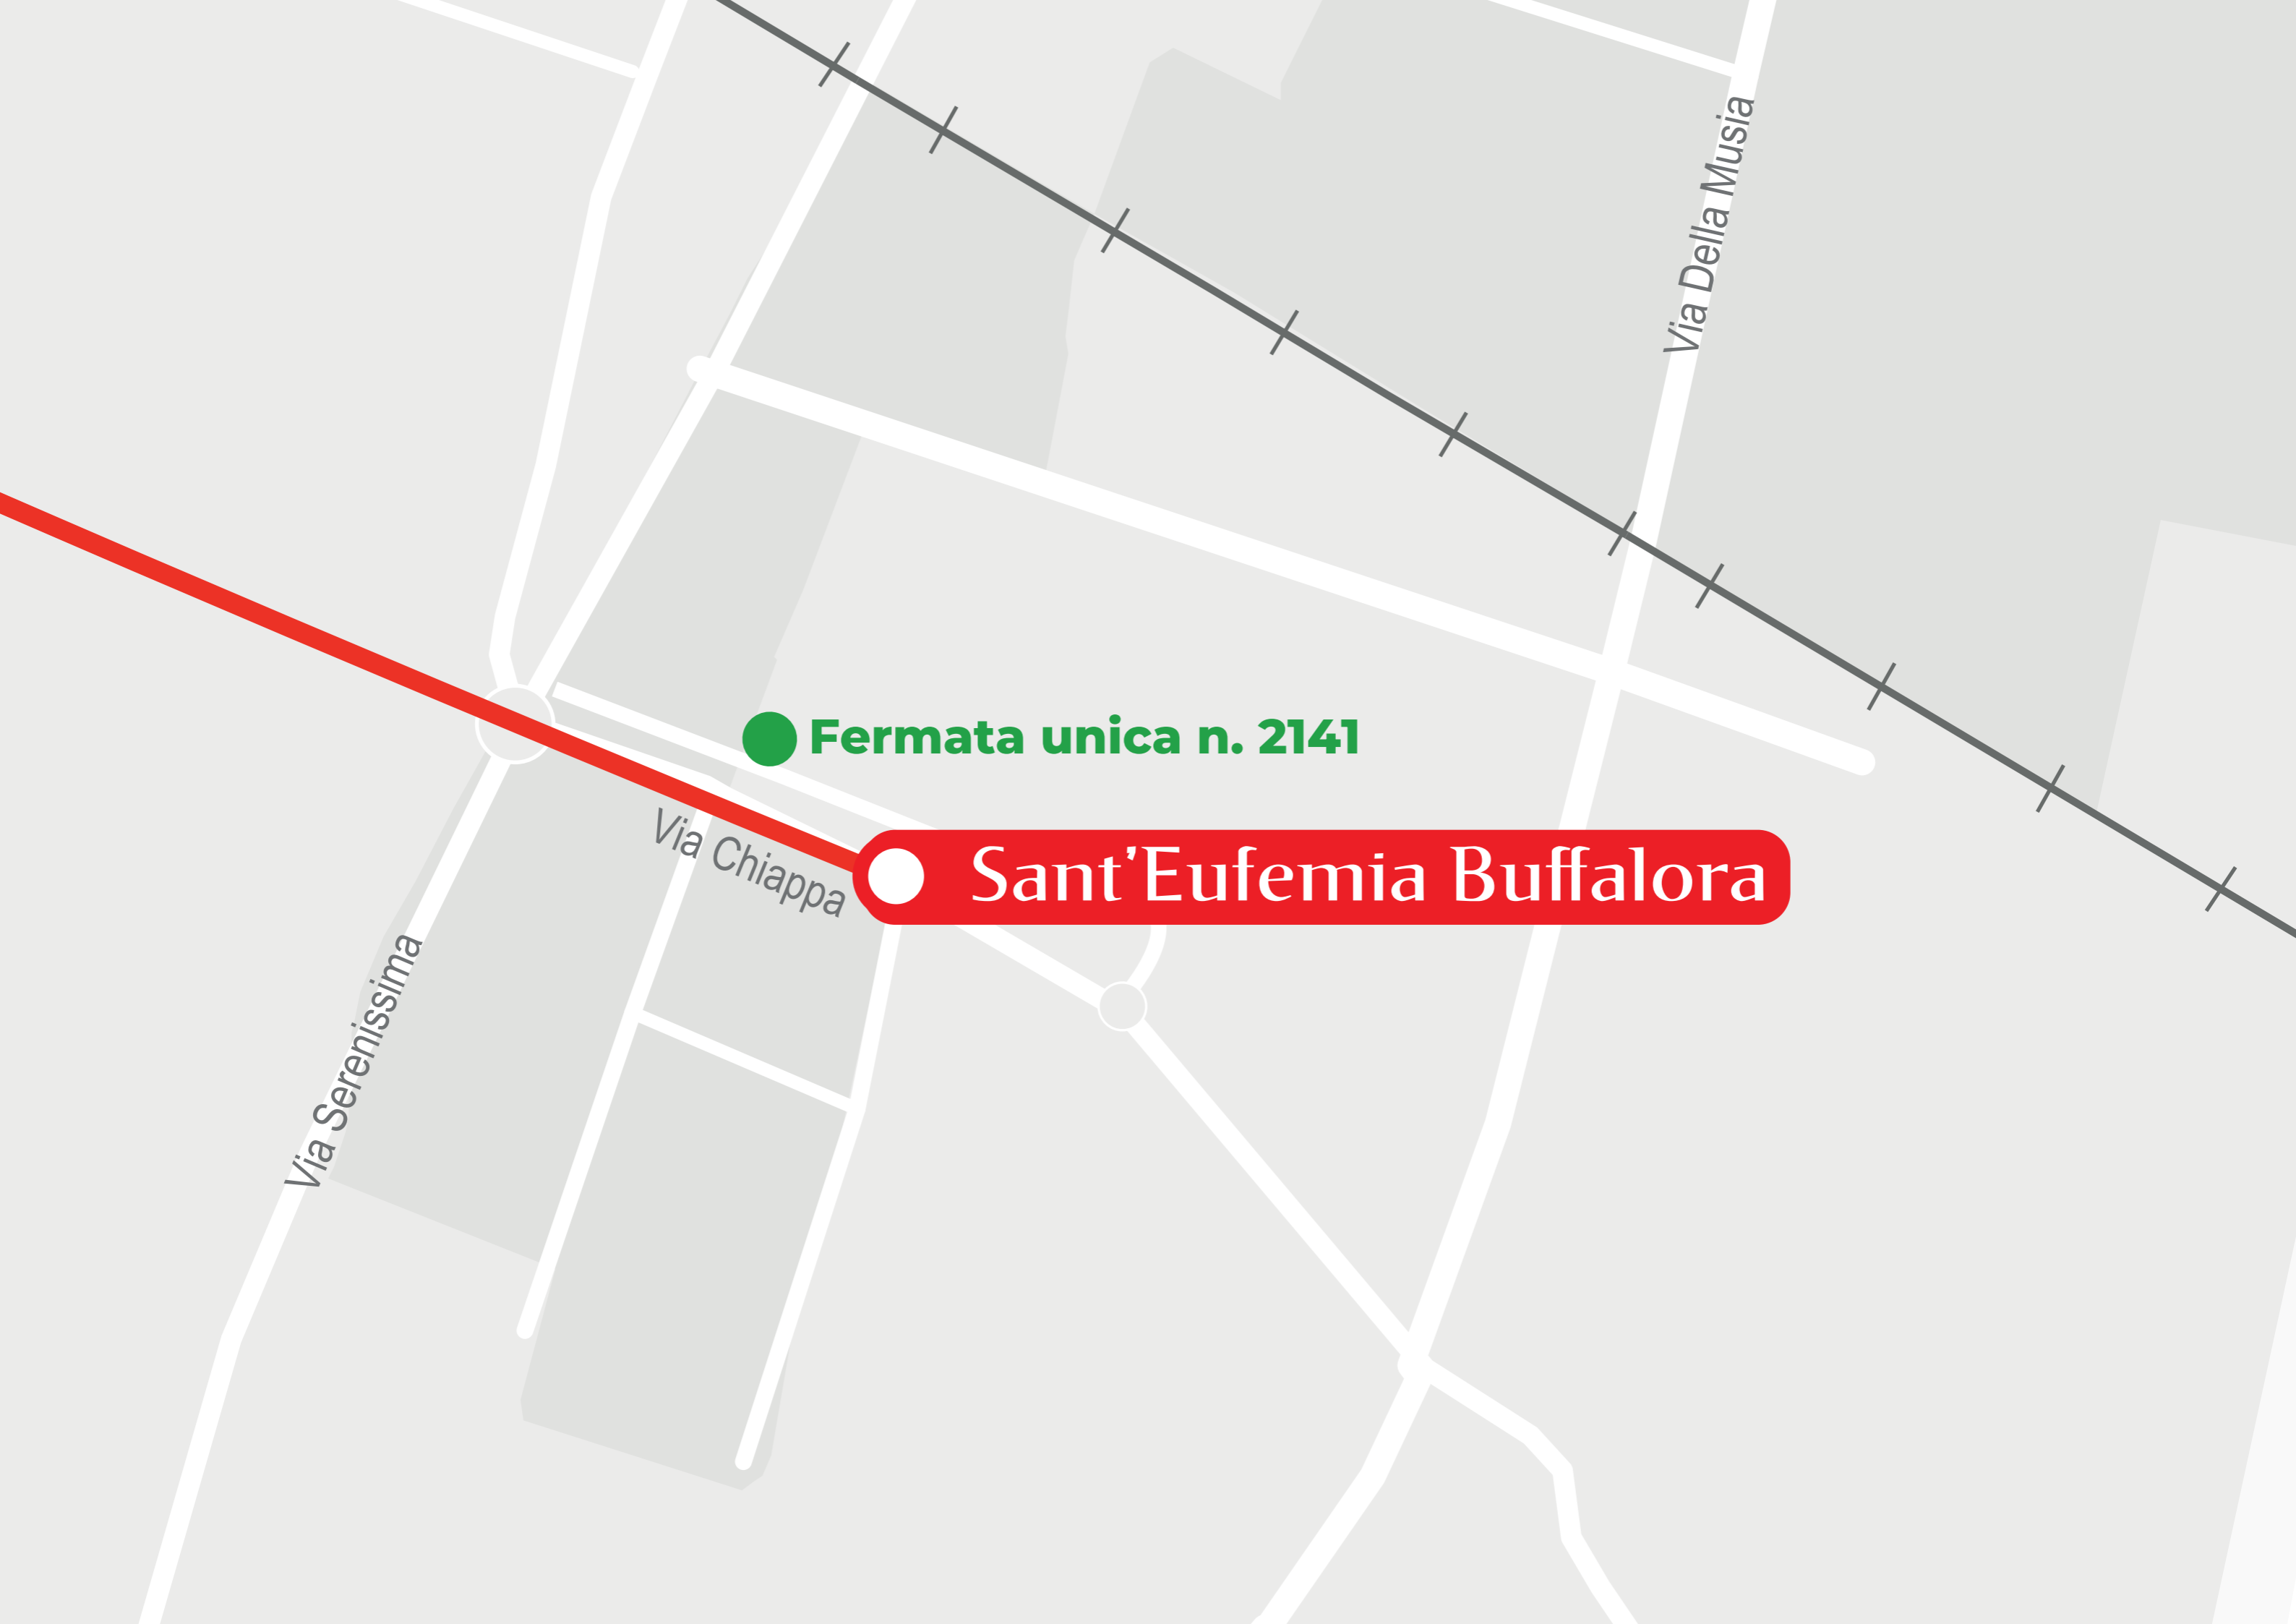 Via Della Musia
Fermata unica n. 2141
Via Chiappa
Sant'Eufemia Buffalora
Via Serenissima